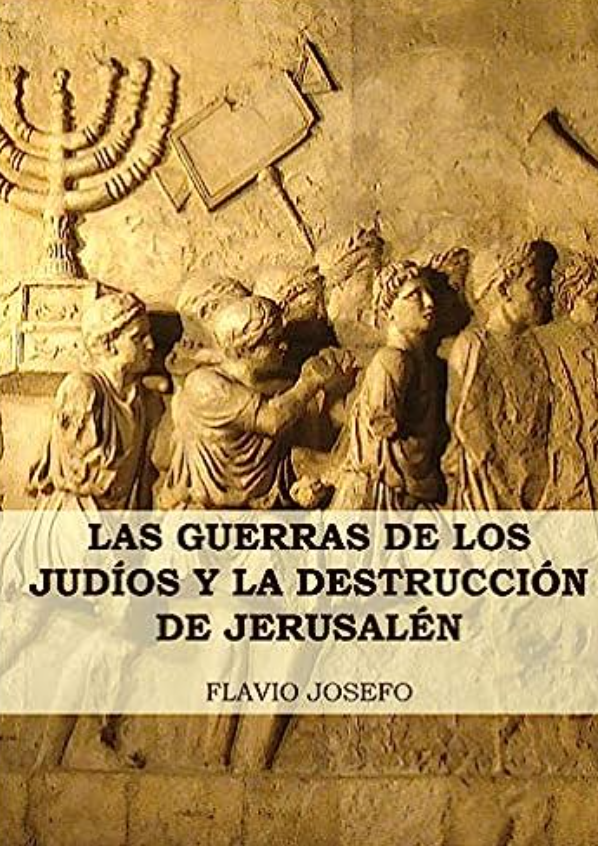 LAS GUERRAS DE LOS
JUDÍOS Y LA DESTRUCCIÓN
DE JERUSALÉN
FLAVIO JOSEFO